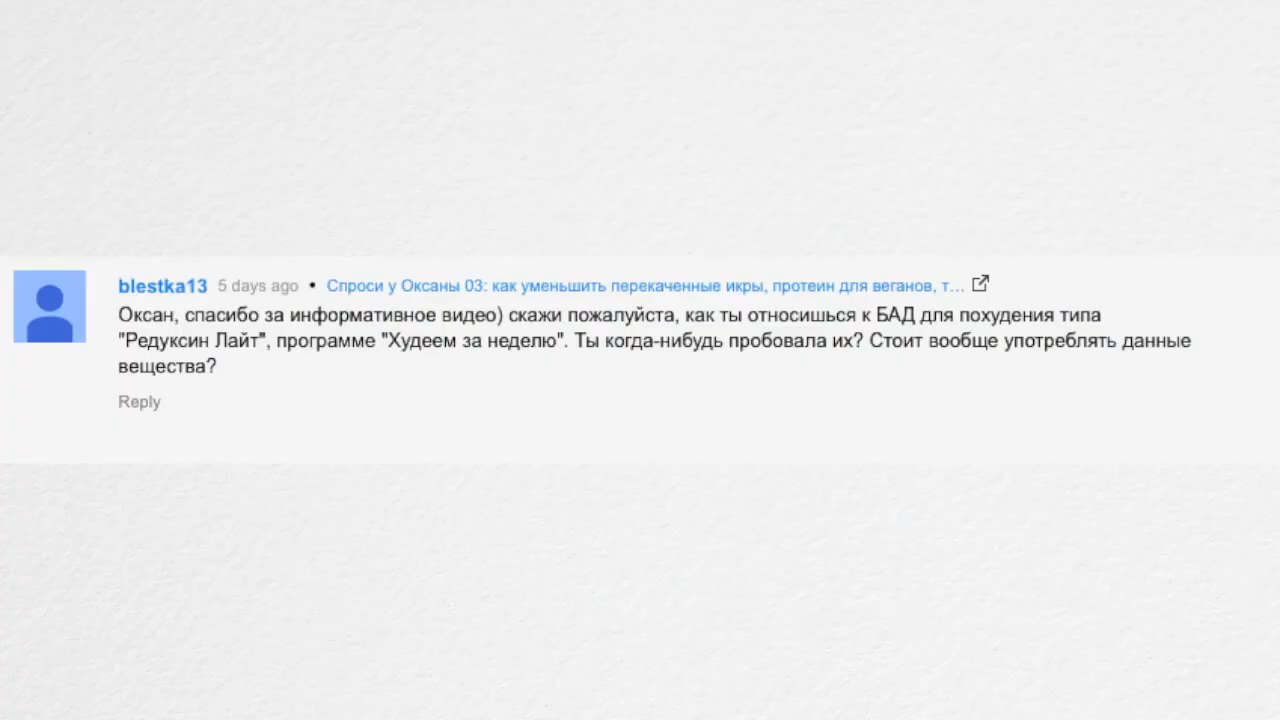 blestka13 5 days ago • Спроси у Оксаны 03: как уменьшить перекаченные икры, протеин для веганов, т...
Оксан, спасибо за информативное видео) скажи пожалуйста, как ты относишься к БАД для похудения типа
"Редуксин Лайт", программе "Худеем за неделю". Ты когда-нибудь пробовала их? Стоит вообще употреблять данные
вещества?
Reply